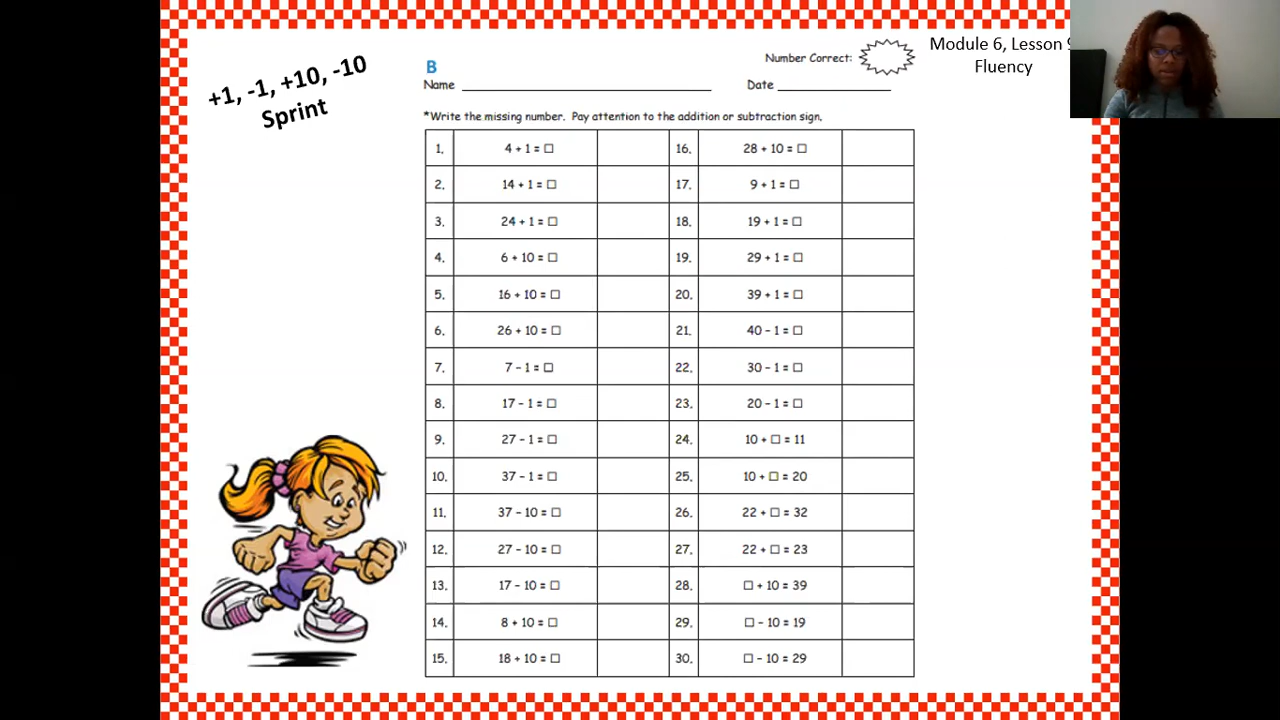 +1, -1, +10, -10
Sprint
Module 6, Lesson 9
Fluency
B
Number Correct:
Name
Date
*Write the missing number. Pay attention to the addition or subtraction sign.
1. 4 + 1 = ☐
2. 14 + 1 = ☐
3. 24 + 1 = ☐
4. 6 + 10 = ☐
5. 16 + 10 = ☐
6. 26 + 10 = ☐
7. 7 – 1 = ☐
8. 17 – 1 = ☐
9. 27 – 1 = ☐
10. 37 – 1 = ☐
11. 37 – 10 = ☐
12. 27 – 10 = ☐
13. 17 – 10 = ☐
14. 8 + 10 = ☐
15. 18 + 10 = ☐
16. 28 + 10 = ☐
17. 9 + 1 = ☐
18. 19 + 1 = ☐
19. 29 + 1 = ☐
20. 39 + 1 = ☐
21. 40 – 1 = ☐
22. 30 – 1 = ☐
23. 20 – 1 = ☐
24. 10 + ☐ = 11
25. 10 + ☐ = 20
26. 22 + ☐ = 32
27. 22 + ☐ = 23
28. ☐ + 10 = 39
29. ☐ – 10 = 19
30. ☐ – 10 = 29